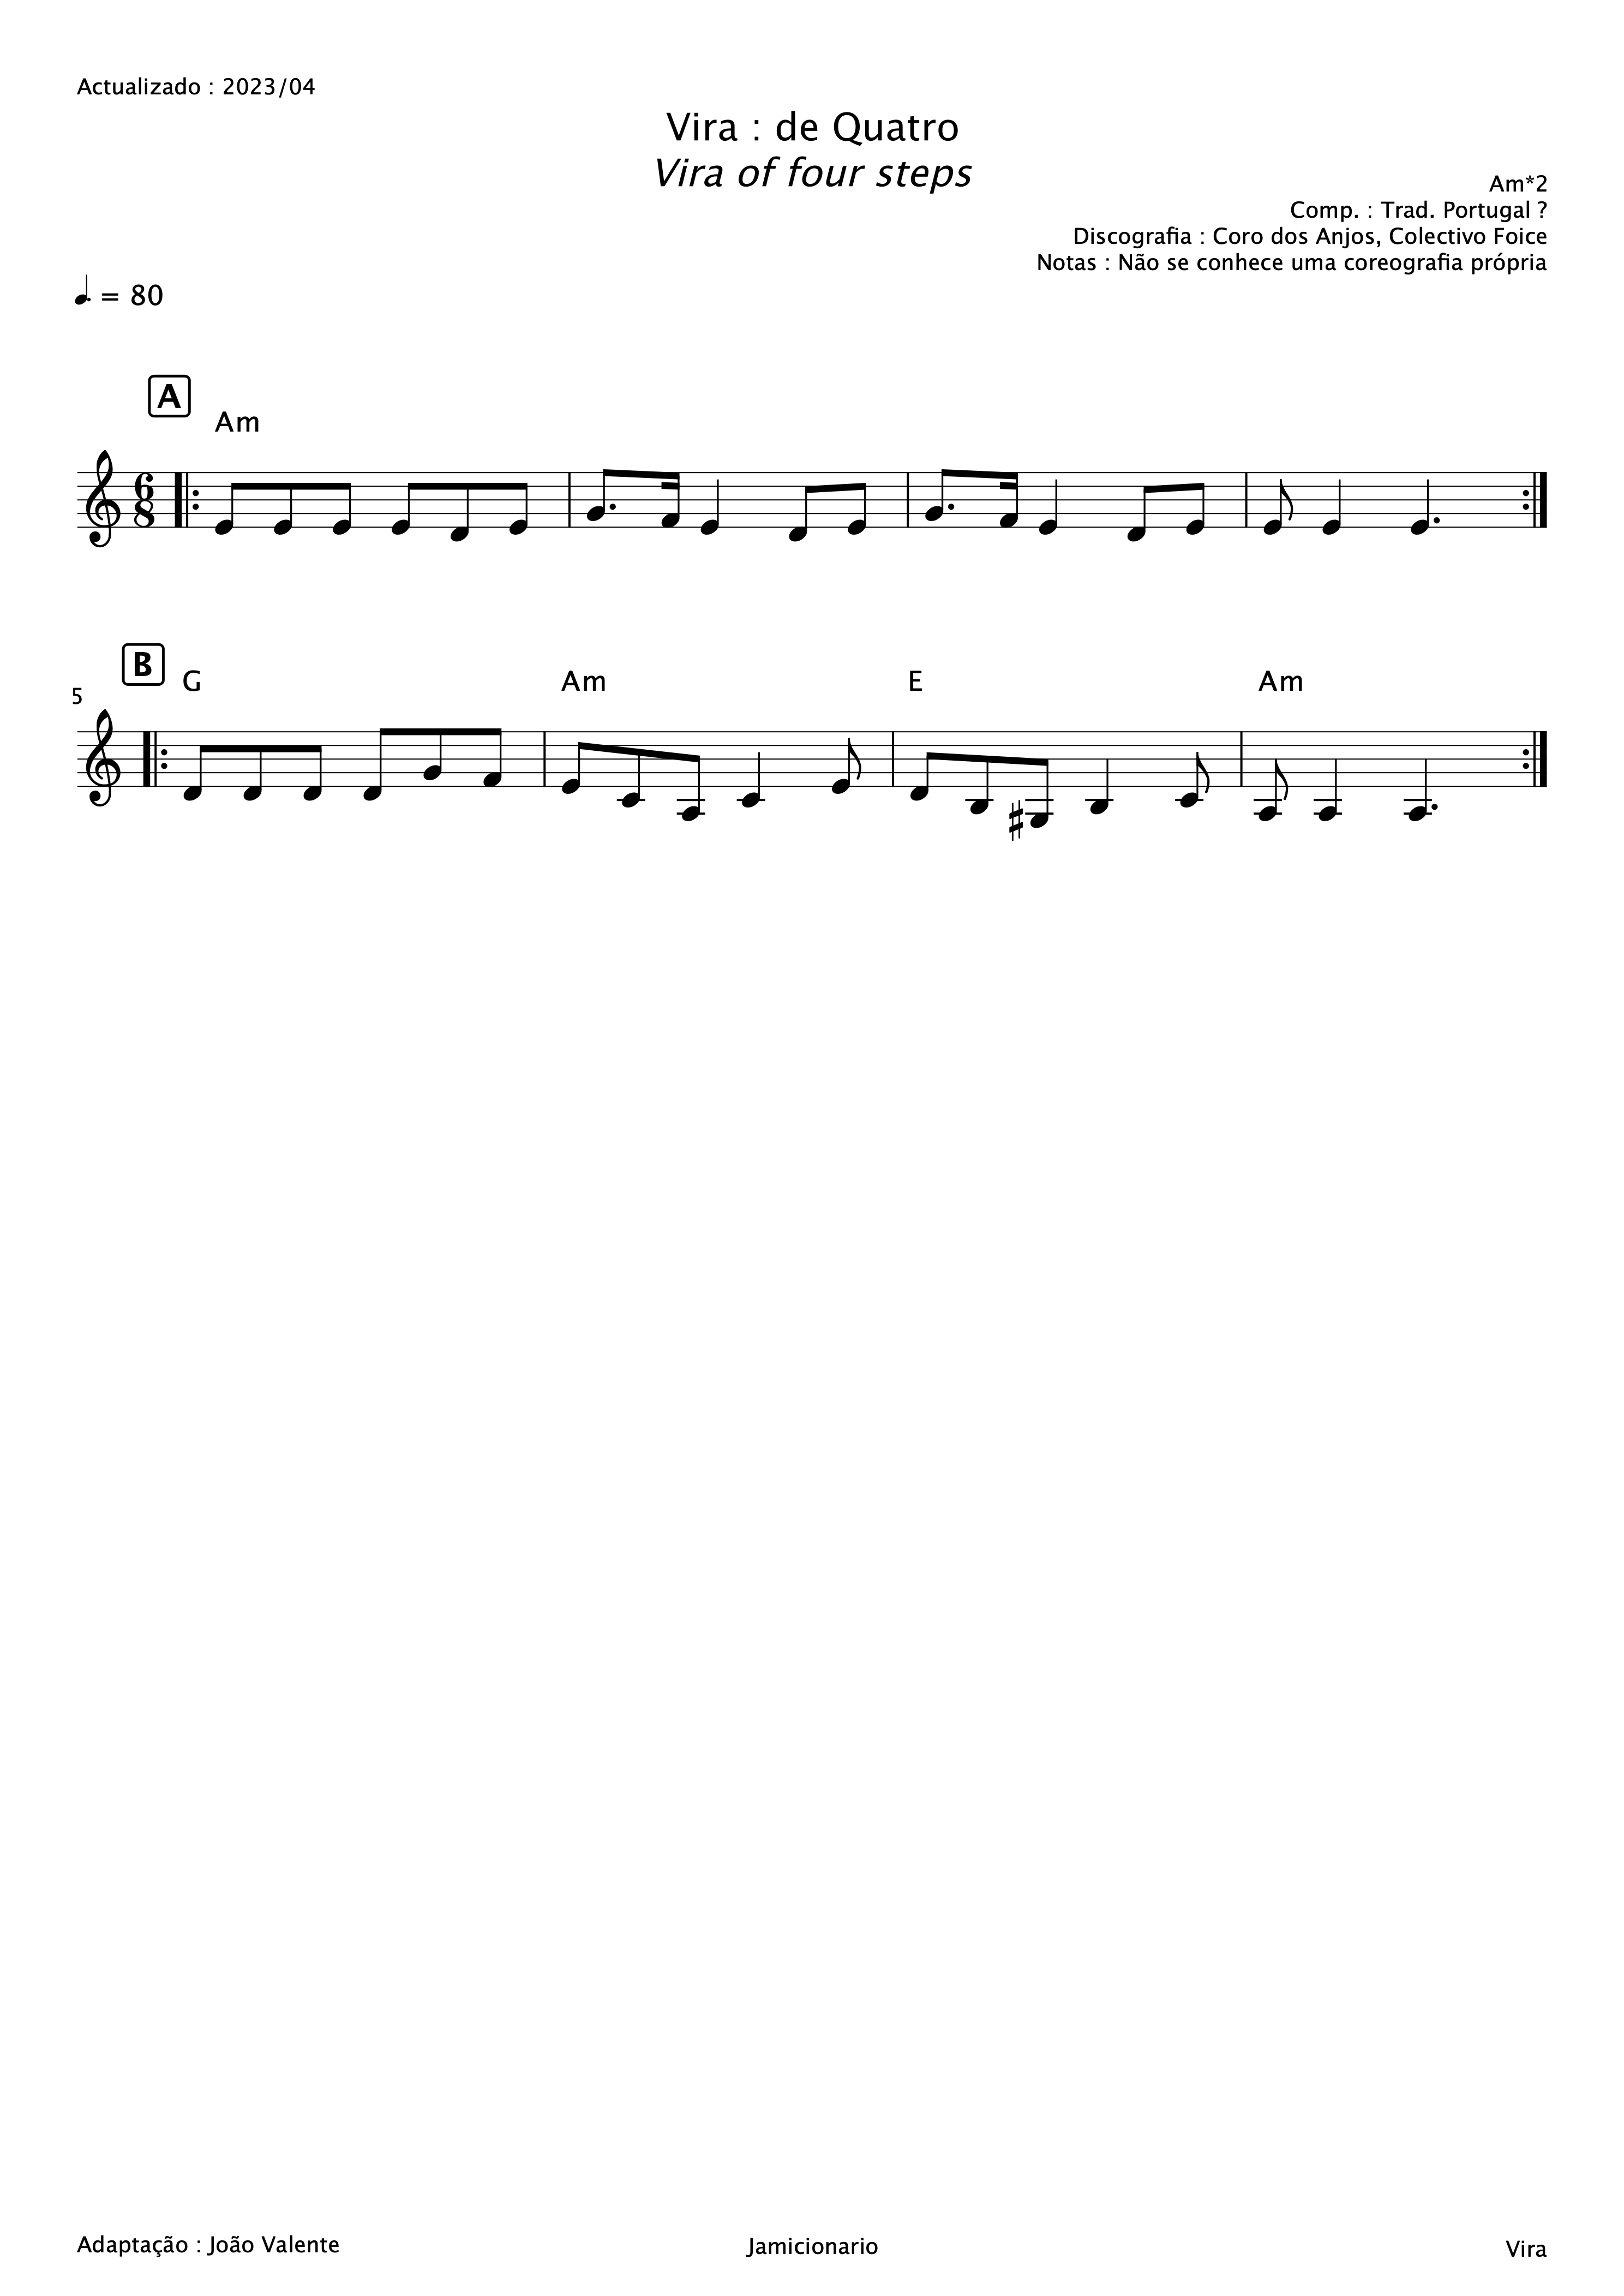 Actualizado : 2023/04
Vira : de Quatro
Vira of four steps
Am*2
Comp. : Trad. Portugal ?
Discografia : Coro dos Anjos, Colectivo Foice
Notas : Não se conhece uma coreografia própria
= 80
A
Am
6
8
B
5
G Am E Am
Adaptação : João Valente
Jamicionario
Vira